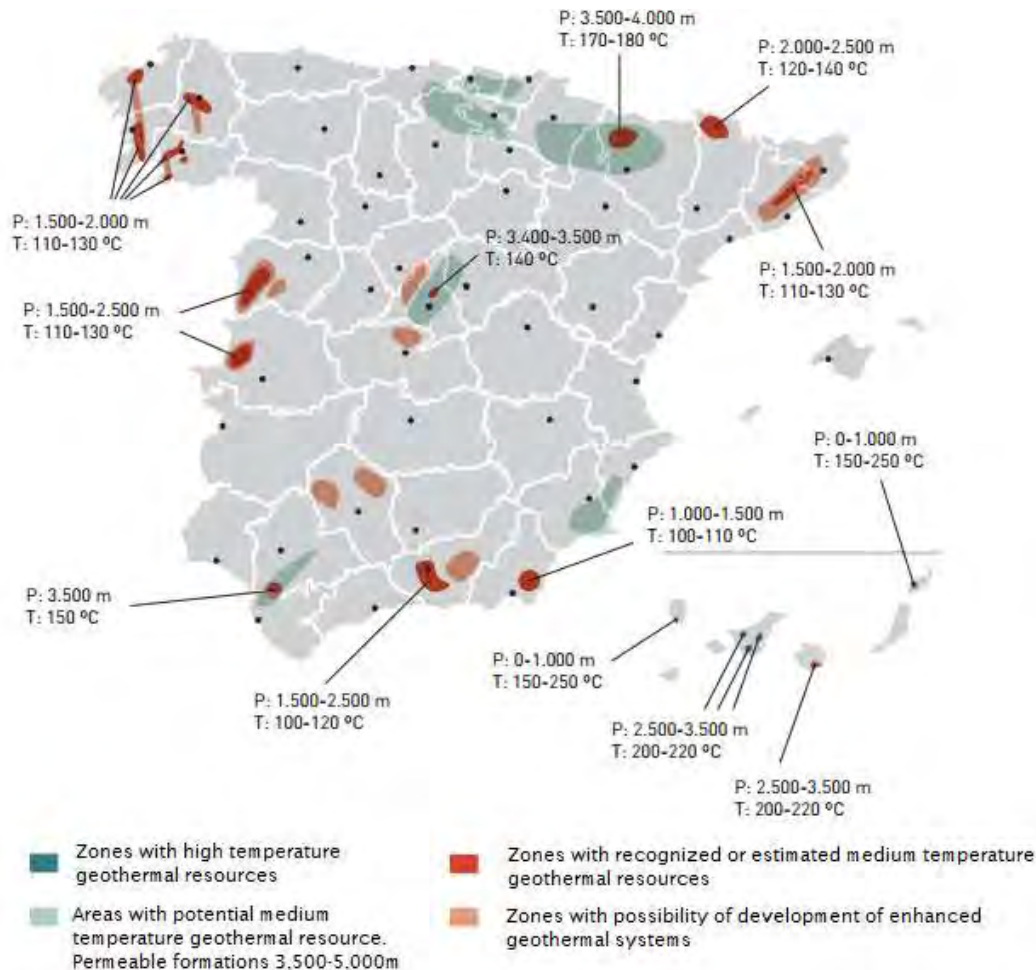 P: 3.500-4.000 m
T: 170-180 ºC
P: 2.000-2.500 m
T: 120-140 ºC
P: 1.500-2.000 m
T: 110-130 ºC
P: 3.400-3.500 m
T: 140 ºC
P: 1.500-2.000 m
T: 110-130 ºC
P: 1.500-2.500 m
T: 110-130 ºC
P: 0-1.000 m
T: 150-250 ºC
P: 1.000-1.500 m
T: 100-110 ºC
P: 3.500 m
T: 150 ºC
P: 0-1.000 m
T: 150-250 ºC
P: 1.500-2.500 m
T: 100-120 ºC
P: 2.500-3.500 m
T: 200-220 ºC
P: 2.500-3.500 m
T: 200-220 ºC
Zones with high temperature
geothermal resources
Areas with potential medium
temperature geothermal resource.
Permeable formations 3,500-5,000m
Zones with recognized or estimated medium temperature
geothermal resources
Zones with possibility of development of enhanced
geothermal systems